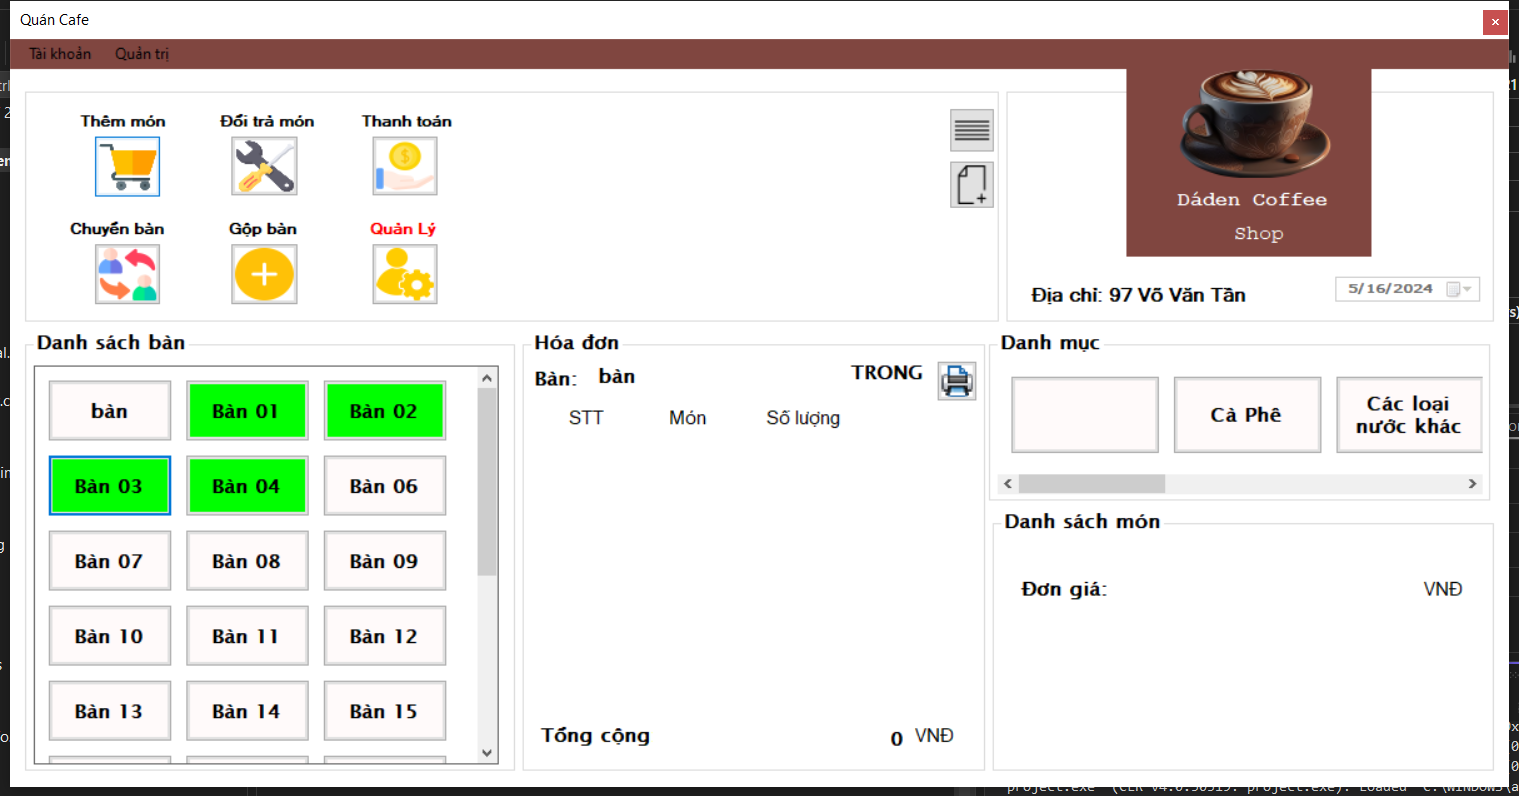 Quán Cafe
Tài khoản Quản trị
Thêm món Đổi trả món Thanh toán
Chuyển bàn Gộp bàn Quản Lý
Dáden Coffee
Shop
Địa chỉ: 97 Võ Văn Tần
5/16/2024
Danh sách bàn
bàn Bàn 01 Bàn 02
Bàn 03 Bàn 04 Bàn 06
Bàn 07 Bàn 08 Bàn 09
Bàn 10 Bàn 11 Bàn 12
Bàn 13 Bàn 14 Bàn 15
Hóa đơn
Bàn: bàn TRONG
STT Món Số lượng
Tổng cộng 0 VNĐ
Danh mục
Cà Phê
Các loại
nước khác
Danh sách món
Đơn giá: VNĐ